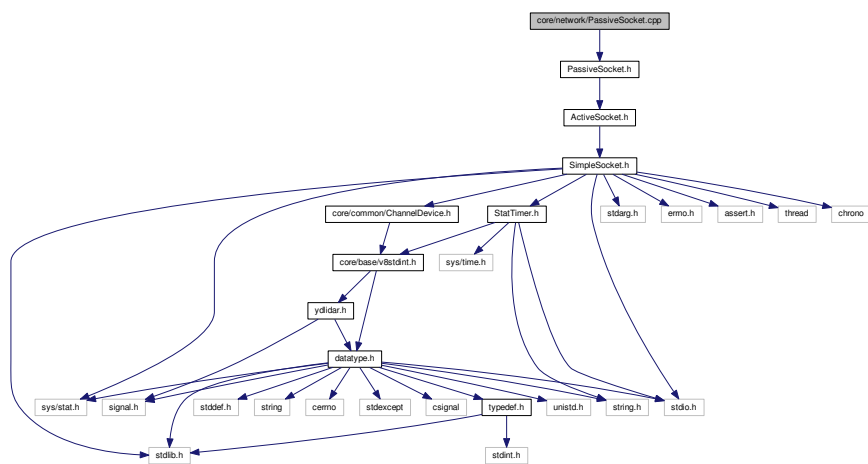 core/network/PassiveSocket.cpp
PassiveSocket.h
ActiveSocket.h
SimpleSocket.h
core/common/ChannelDevice.h
StatTimer.h
stdarg.h
errno.h
assert.h
thread
chrono
core/base/v8stdint.h
sys/time.h
ydlidar.h
datatype.h
sys/stat.h
signal.h
stddef.h
string
cerrno
stdexcept
csignal
typedef.h
unistd.h
string.h
stdio.h
stdlib.h
stdint.h